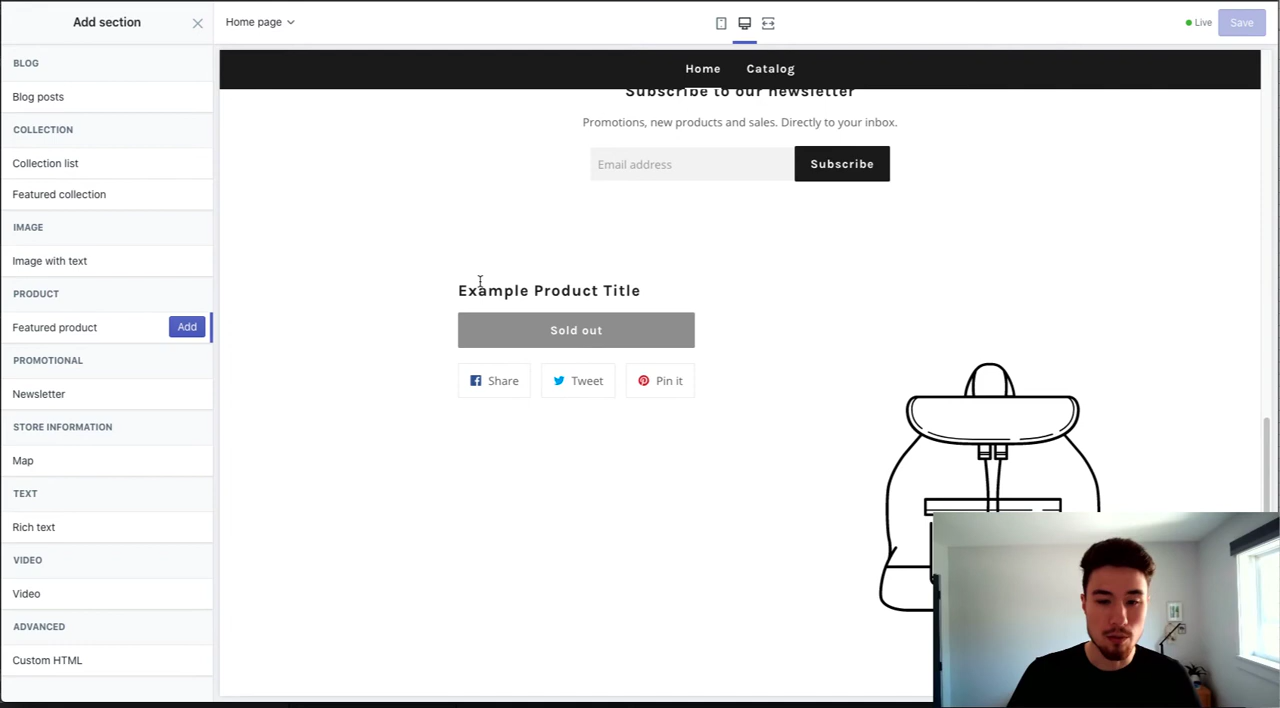 Add section
Home page
Live
Save
BLOG
Blog posts
COLLECTION
Collection list
Featured collection
IMAGE
Image with text
PRODUCT
Featured product
Add
PROMOTIONAL
Newsletter
STORE INFORMATION
Map
TEXT
Rich text
VIDEO
Video
ADVANCED
Custom HTML
Home Catalog
Subscribe to our newsletter
Promotions, new products and sales. Directly to your inbox.
Email address
Subscribe
Example Product Title
Sold out
Share Tweet Pin it